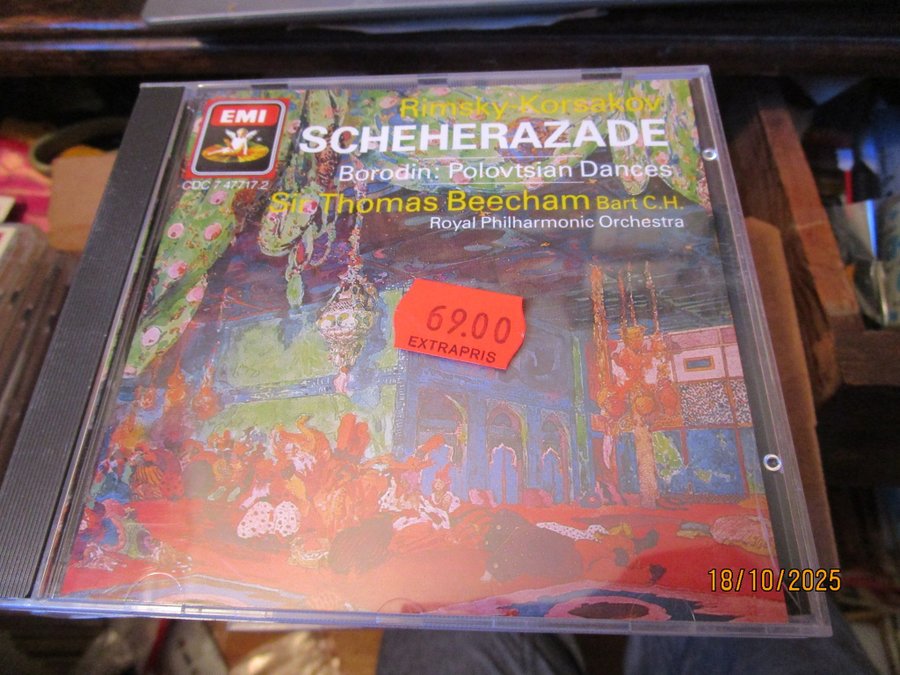 EMI
CDC 7 47717 2
Rimsky-Korsakov
SCHEHERAZADE
Borodin: Polovtsian Dances
Sir Thomas Beecham Bart C.H.
Royal Philharmonic Orchestra
69.00
EXTRAPRIS
18/10/2025